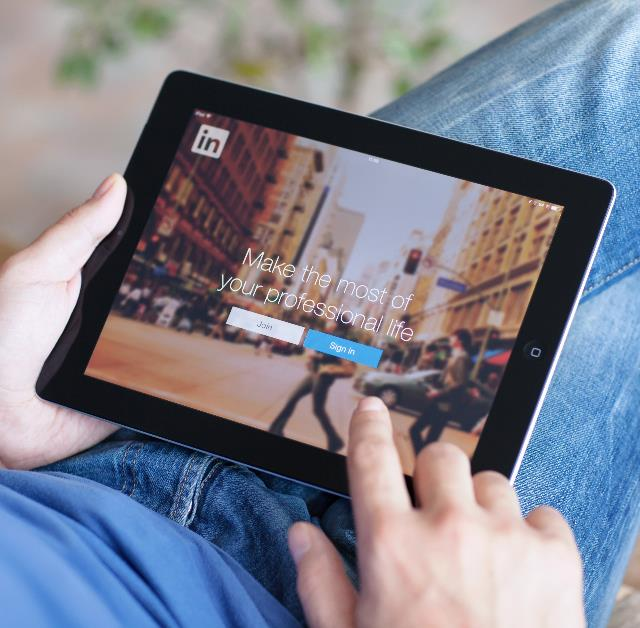 in
Make the most of
your professional life
Join
Sign in